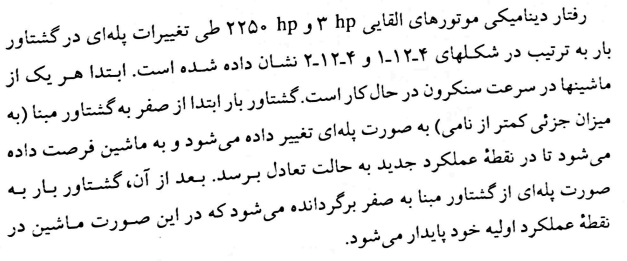 رفتار دینامیکی موتورهای القایی ۳ hp و ۲۲۵۰ hp طی تغییرات پله‌ای در گشتاور
بار به ترتیب در شکلهای ۴-۱۲-۱ و ۴-۱۲-۲ نشان داده شده است. ابتدا هر یک از
ماشینها در سرعت سنکرون در حال کار است. گشتاور بار ابتدا از صفر به گشتاور مبنا (به
میزان جزئی کمتر از نامی) به صورت پله‌ای تغییر داده می‌شود و به ماشین فرصت داده
می‌شود تا در نقطهٔ عملکرد جدید به حالت تعادل برسد. بعد از آن، گشتاور بار به
صورت پله‌ای از گشتاور مبنا به صفر برگردانده می‌شود که در این صورت ماشین در
نقطهٔ عملکرد اولیه خود پایدار می‌شود.